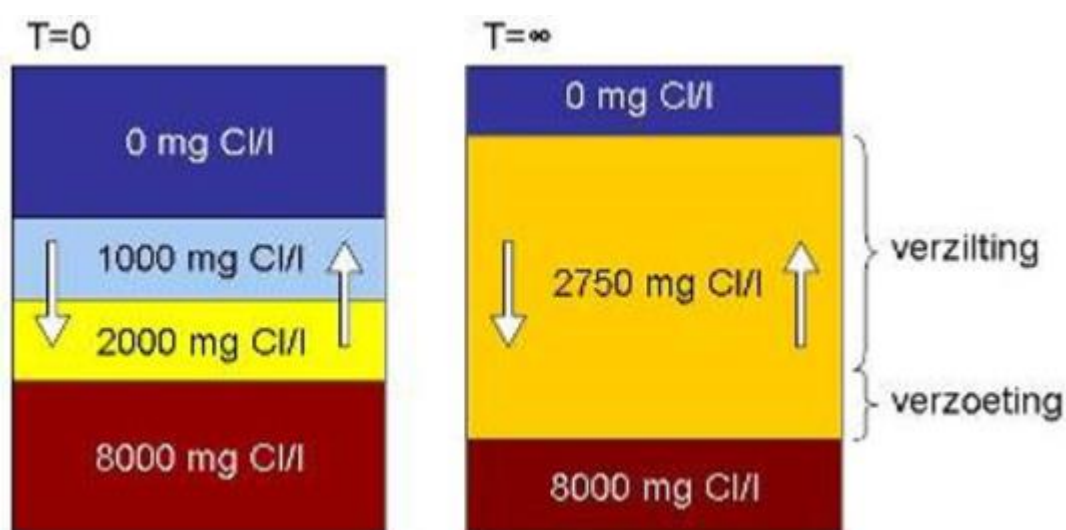 T=0
0 mg Cl/l
1000 mg Cl/l
2000 mg Cl/l
8000 mg Cl/l
T=∞
0 mg Cl/l
2750 mg Cl/l
8000 mg Cl/l
verzilting
verzoeting